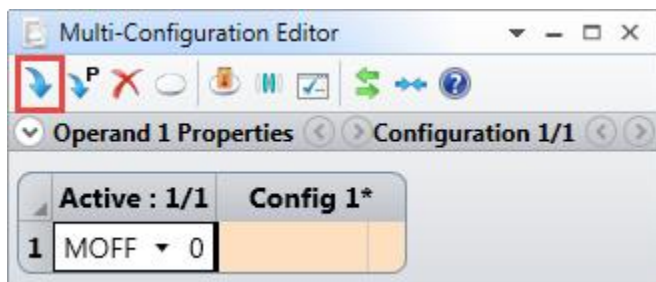 Multi-Configuration Editor
P
?
Operand 1 Properties Configuration 1/1
Active : 1/1 Config 1*
1 MOFF 0